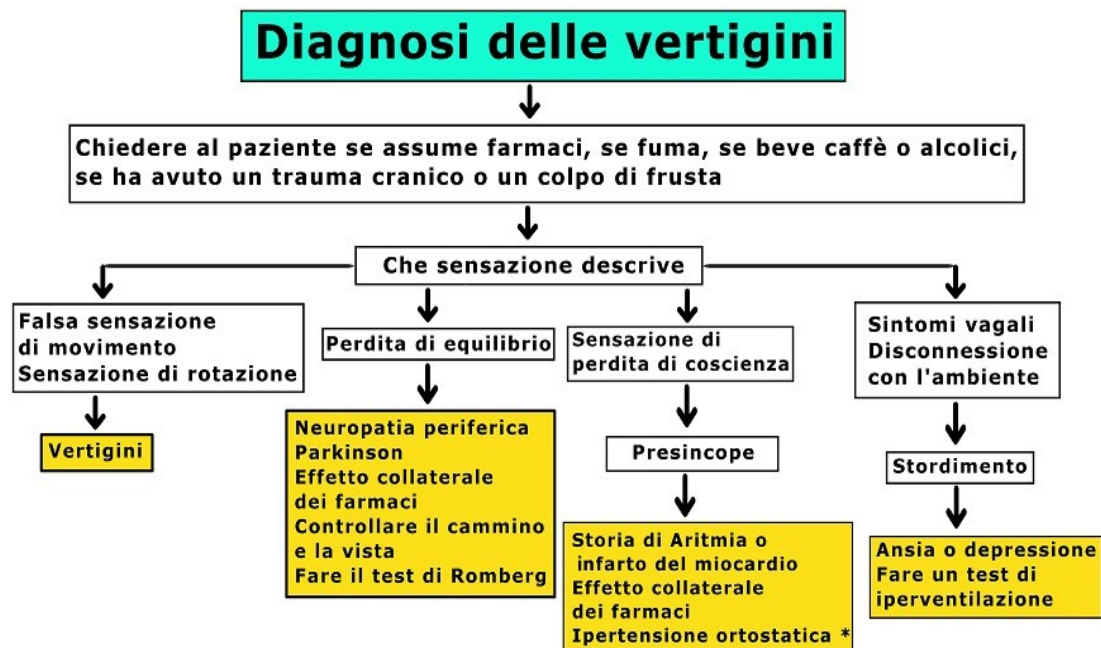 Diagnosi delle vertigini
Chiedere al paziente se assume farmaci, se fuma, se beve caffè o alcolici,
se ha avuto un trauma cranico o un colpo di frusta
Che sensazione descrive
Falsa sensazione
di movimento
Sensazione di rotazione
Vertigini
Perdita di equilibrio
Neuropatia periferica
Parkinson
Effetto collaterale
dei farmaci
Controllare il cammino
e la vista
Fare il test di Romberg
Sensazione di
perdita di coscienza
Presincope
Storia di Aritmia o
infarto del miocardio
Effetto collaterale
dei farmaci
Ipertensione ortostatica *
Sintomi vagali
Disconnessione
con l'ambiente
Stordimento
Ansia o depressione
Fare un test di
iperventilazione